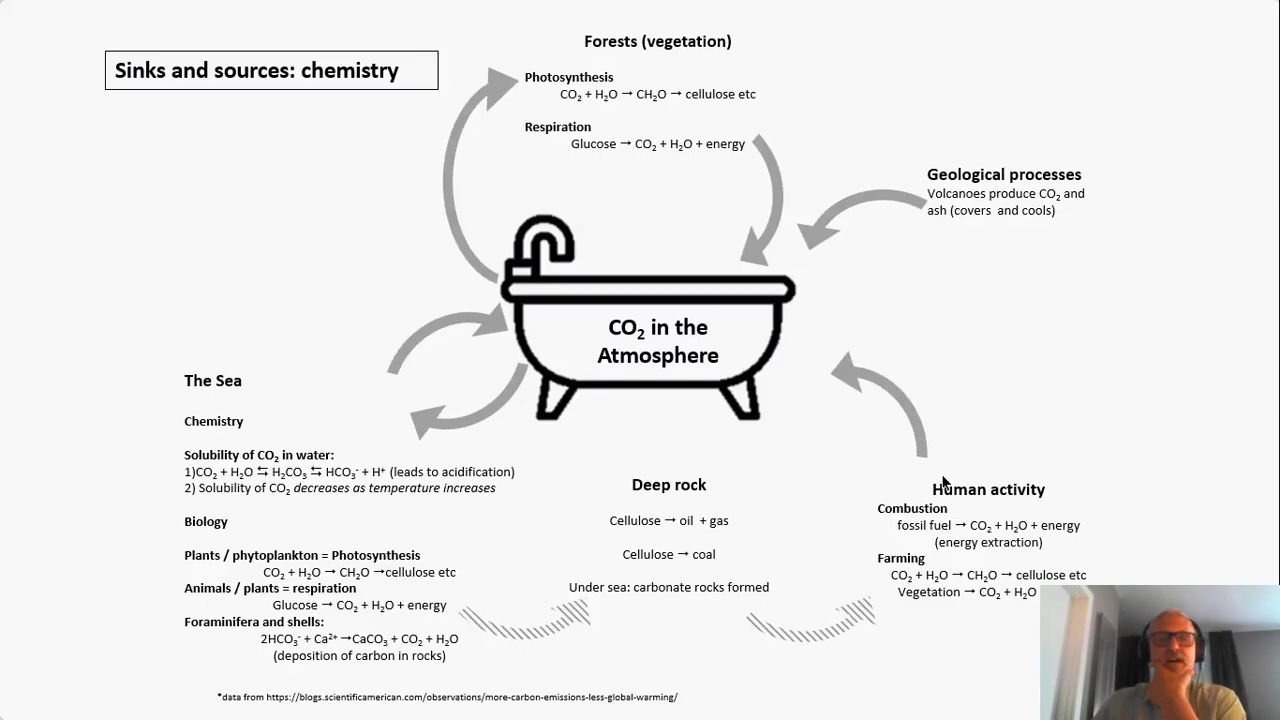 Sinks and sources: chemistry
Forests (vegetation)
Photosynthesis
CO₂ + H₂O → CH₂O → cellulose etc
Respiration
Glucose → CO₂ + H₂O + energy
Geological processes
Volcanoes produce CO₂ and
ash (covers and cools)
CO₂ in the
Atmosphere
The Sea
Chemistry
Solubility of CO₂ in water:
1)CO₂ + H₂O ⇆ H₂CO₃ ⇆ HCO₃⁻ + H⁺ (leads to acidification)
2) Solubility of CO₂ decreases as temperature increases
Biology
Plants / phytoplankton = Photosynthesis
CO₂ + H₂O → CH₂O →cellulose etc
Animals / plants = respiration
Glucose → CO₂ + H₂O + energy
Foraminifera and shells:
2HCO₃⁻ + Ca²⁺ →CaCO₃ + CO₂ + H₂O
(deposition of carbon in rocks)
Deep rock
Cellulose → oil + gas
Cellulose → coal
Under sea: carbonate rocks formed
Human activity
Combustion
fossil fuel → CO₂ + H₂O + energy
(energy extraction)
Farming
CO₂ + H₂O → CH₂O → cellulose etc
Vegetation → CO₂ + H₂O
*data from https://blogs.scientificamerican.com/observations/more-carbon-emissions-less-global-warming/